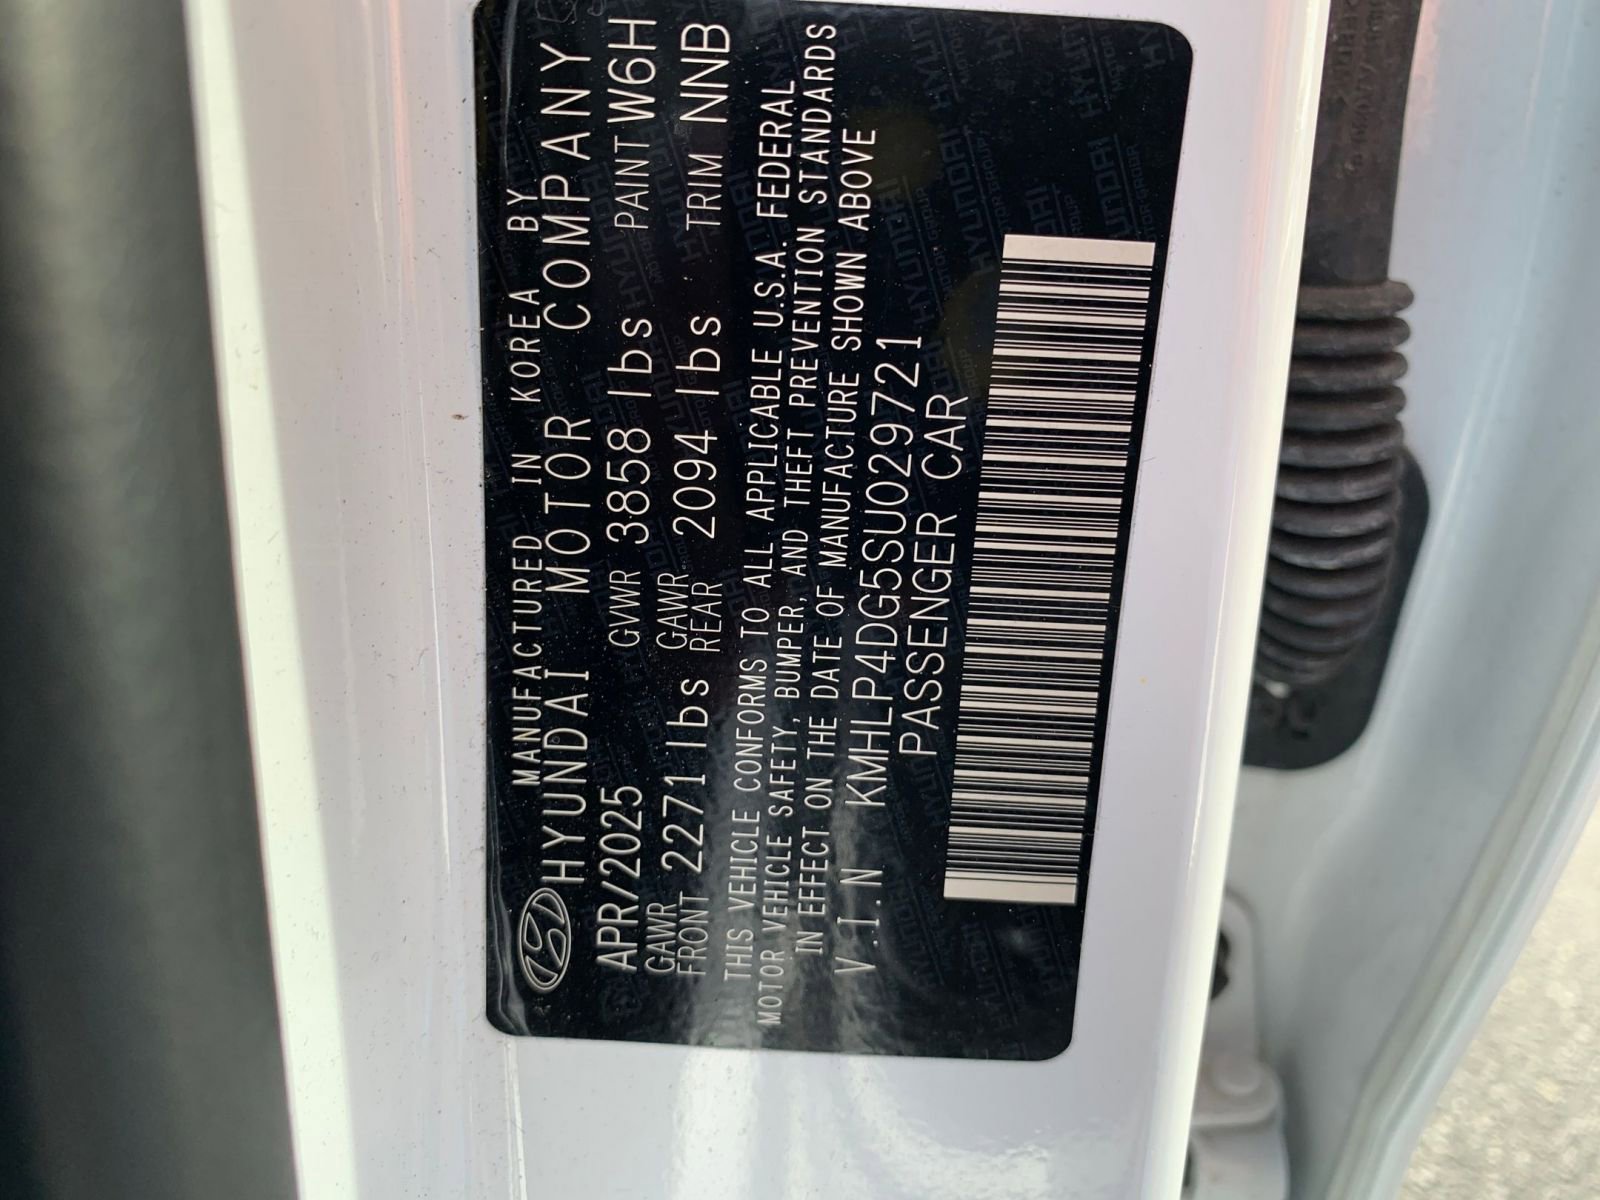 MANUFACTURED IN KOREA BY
HYUNDAI MOTOR COMPANY
APR/2025 GVWR 3858 lbs PAINT W6H
GAWR FRONT 2271 lbs GAWR REAR 2094 lbs TRIM NNB
THIS VEHICLE CONFORMS TO ALL APPLICABLE U.S.A. FEDERAL
MOTOR VEHICLE SAFETY, BUMPER, AND THEFT PREVENTION STANDARDS
IN EFFECT ON THE DATE OF MANUFACTURE SHOWN ABOVE
V.I.N KMHLP4DG5SU029721
PASSENGER CAR